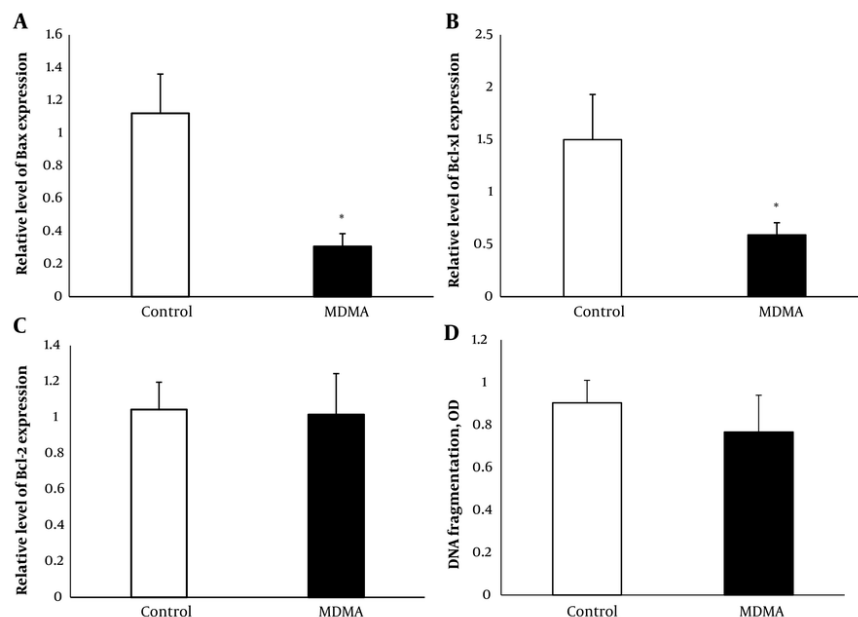 A
Relative level of Bax expression
1.6
1.4
1.2
1
0.8
0.6
0.4
0.2
0
*
Control
MDMA
B
Relative level of Bcl-xl expression
2.5
2
1.5
1
0.5
0
*
Control
MDMA
C
Relative level of Bcl-2 expression
1.4
1.2
1
0.8
0.6
0.4
0.2
0
Control
MDMA
D
DNA fragmentation, OD
1.2
1
0.8
0.6
0.4
0.2
0
Control
MDMA